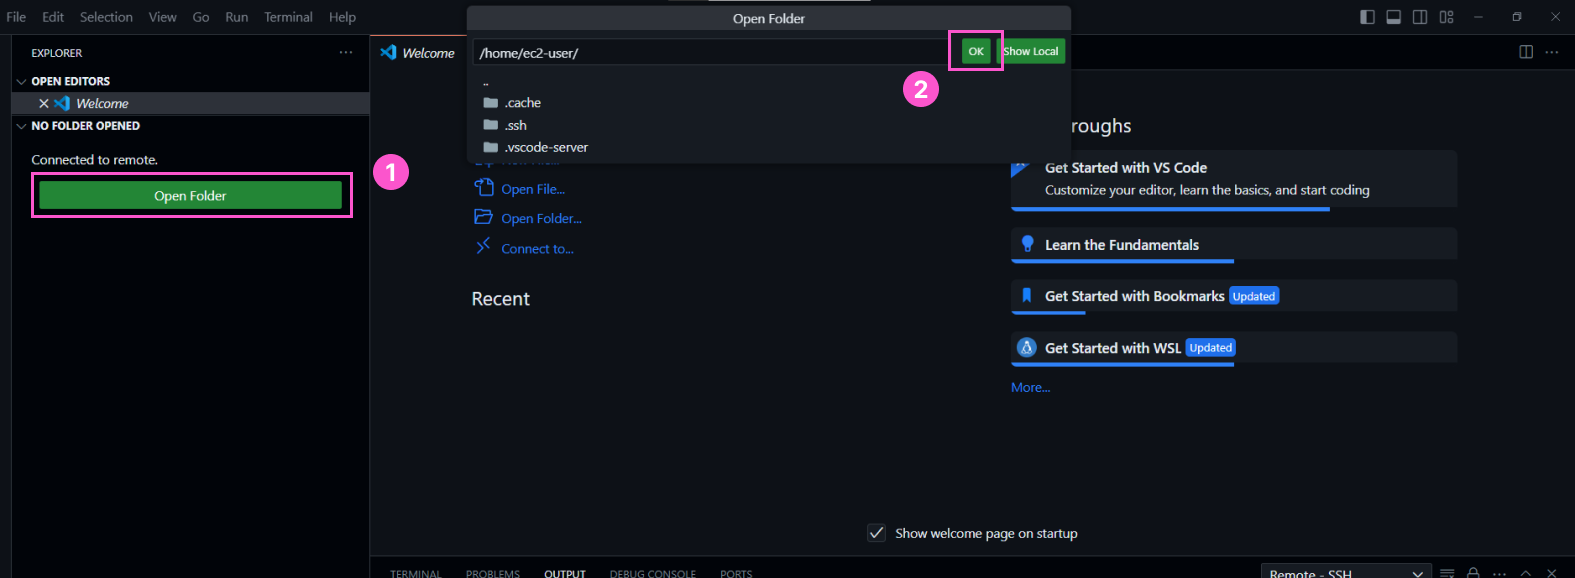 File Edit Selection View Go Run Terminal Help
Open Folder
EXPLORER
OPEN EDITORS
Welcome
NO FOLDER OPENED
Connected to remote.
Open Folder
1
Welcome
/home/ec2-user/
OK
Show Local
2
..
.cache
.ssh
.vscode-server
Open File...
Open Folder...
Connect to...
Recent
roughs
Get Started with VS Code
Customize your editor, learn the basics, and start coding
Learn the Fundamentals
Get Started with Bookmarks Updated
Get Started with WSL Updated
More...
Show welcome page on startup
TERMINAL PROBLEMS OUTPUT DEBUG CONSOLE PORTS
Remote - SSH